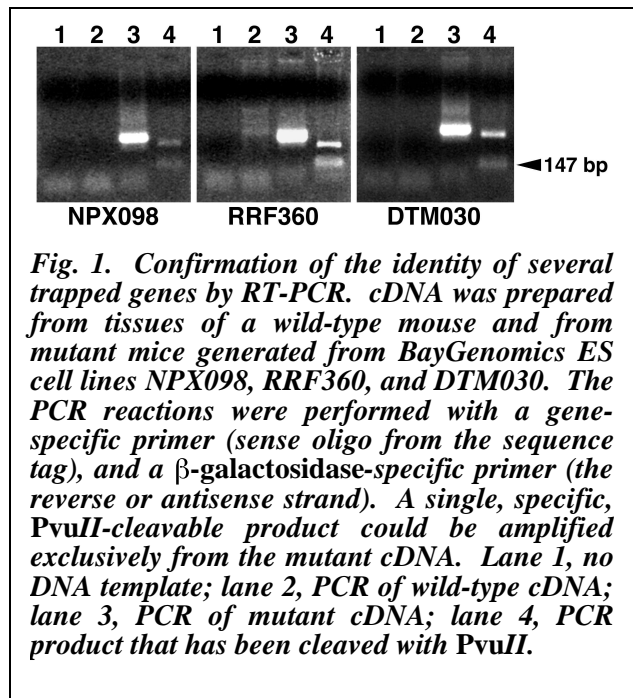 1 2 3 4 1 2 3 4 1 2 3 4
147 bp
NPX098 RRF360 DTM030
Fig. 1. Confirmation of the identity of several
trapped genes by RT-PCR. cDNA was prepared
from tissues of a wild-type mouse and from
mutant mice generated from BayGenomics ES
cell lines NPX098, RRF360, and DTM030. The
PCR reactions were performed with a gene-
specific primer (sense oligo from the sequence
tag), and a β-galactosidase-specific primer (the
reverse or antisense strand). A single, specific,
PvuII-cleavable product could be amplified
exclusively from the mutant cDNA. Lane 1, no
DNA template; lane 2, PCR of wild-type cDNA;
lane 3, PCR of mutant cDNA; lane 4, PCR
product that has been cleaved with PvuII.